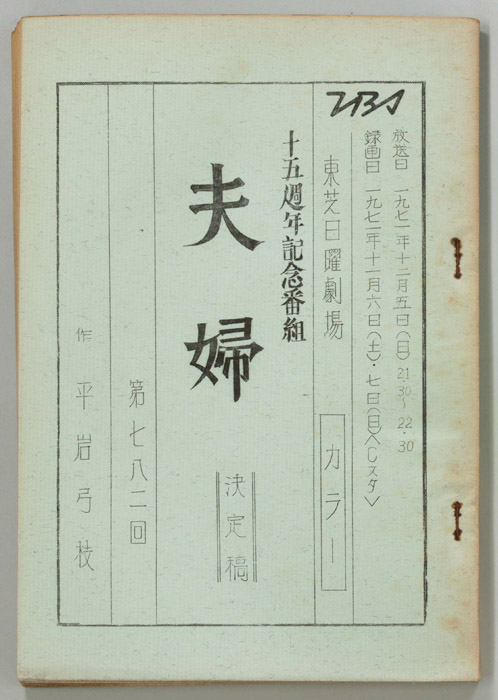 TBS
放送日 一九七一年十二月五日(日)21・30〜22・30
録画日 一九七一年十一月六日(土)・七日(日)〈Cスタ〉
東芝日曜劇場
カラー
十五週年記念番組
夫婦
決定稿
第七八二回
作 平岩弓枝